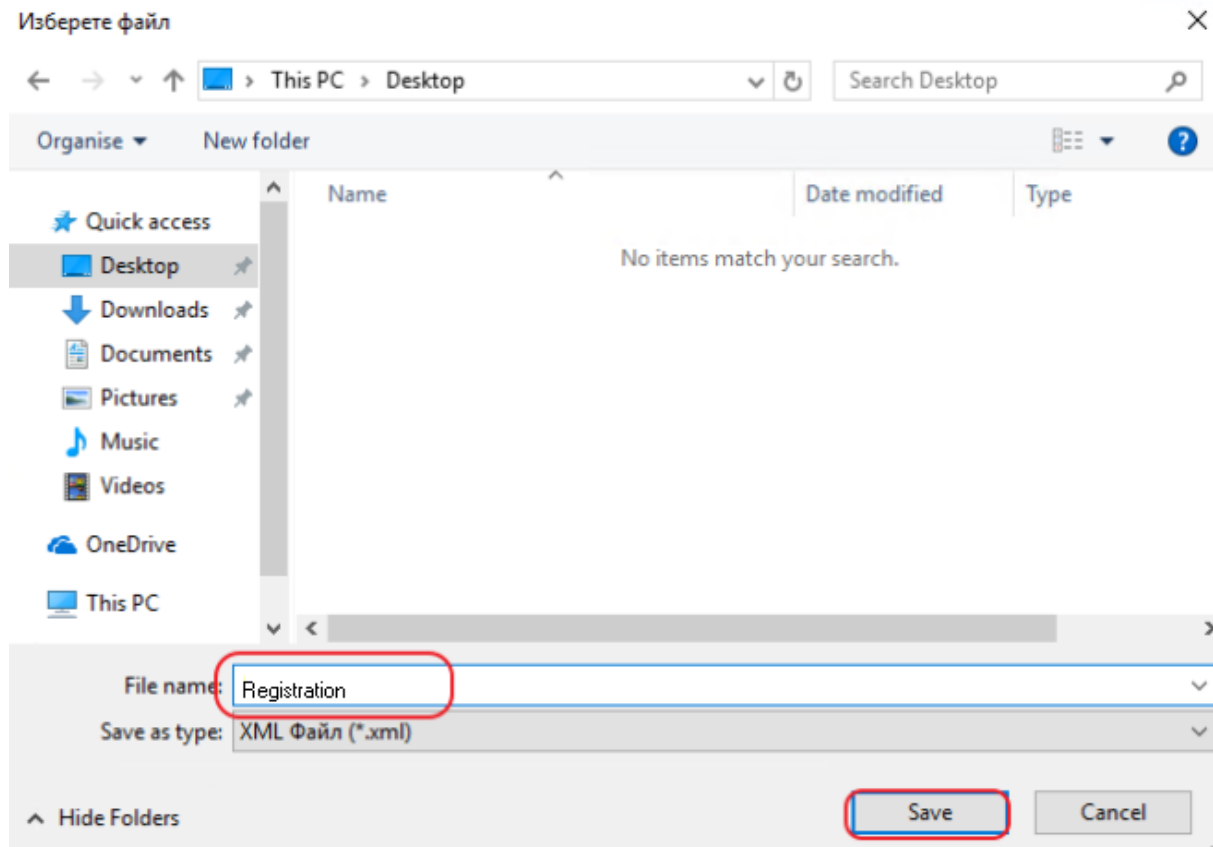 Изберете файл
This PC > Desktop
Search Desktop
Organise
New folder
Name
Date modified
Type
No items match your search.
Quick access
Desktop
Downloads
Documents
Pictures
Music
Videos
OneDrive
This PC
File name: Registration
Save as type: XML Файл (*.xml)
Hide Folders
Save
Cancel